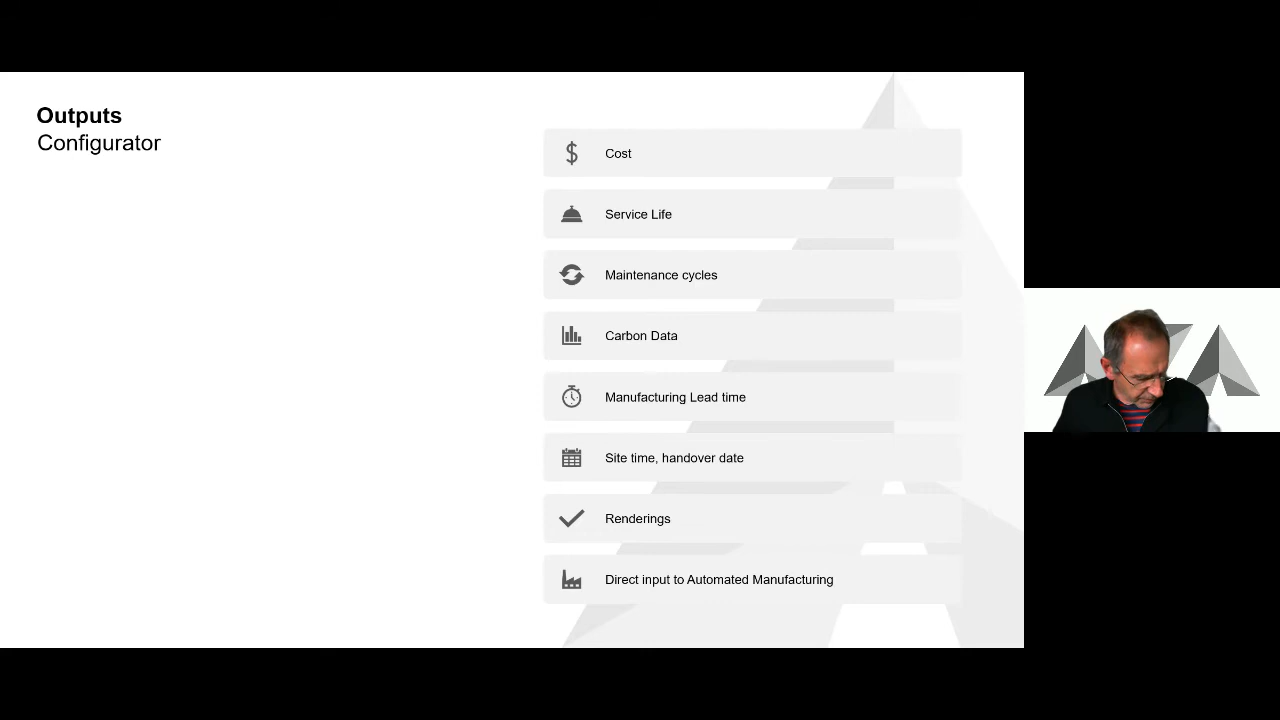 Outputs
Configurator
Cost
Service Life
Maintenance cycles
Carbon Data
Manufacturing Lead time
Site time, handover date
Renderings
Direct input to Automated Manufacturing